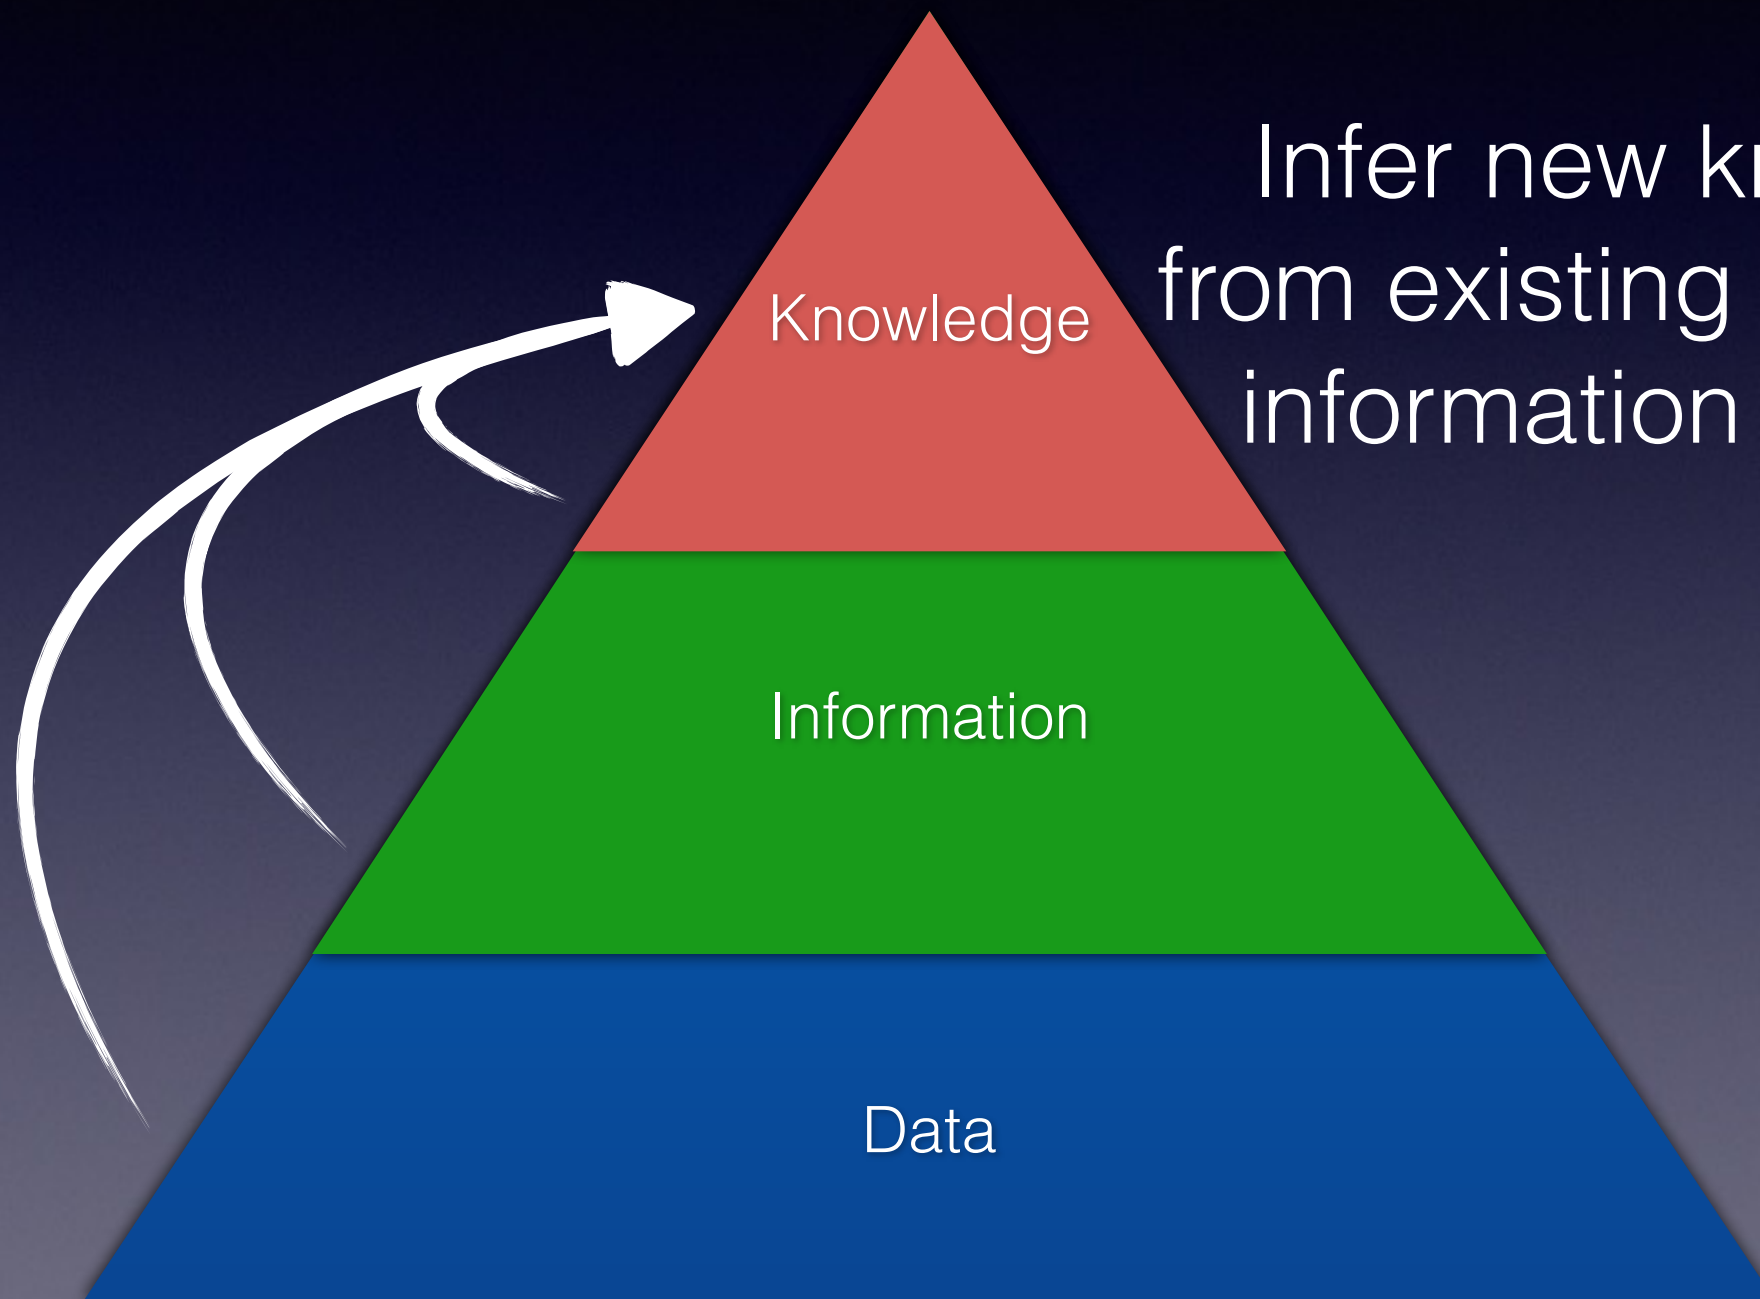 Infer new
from existing
information
Knowledge
Information
Data